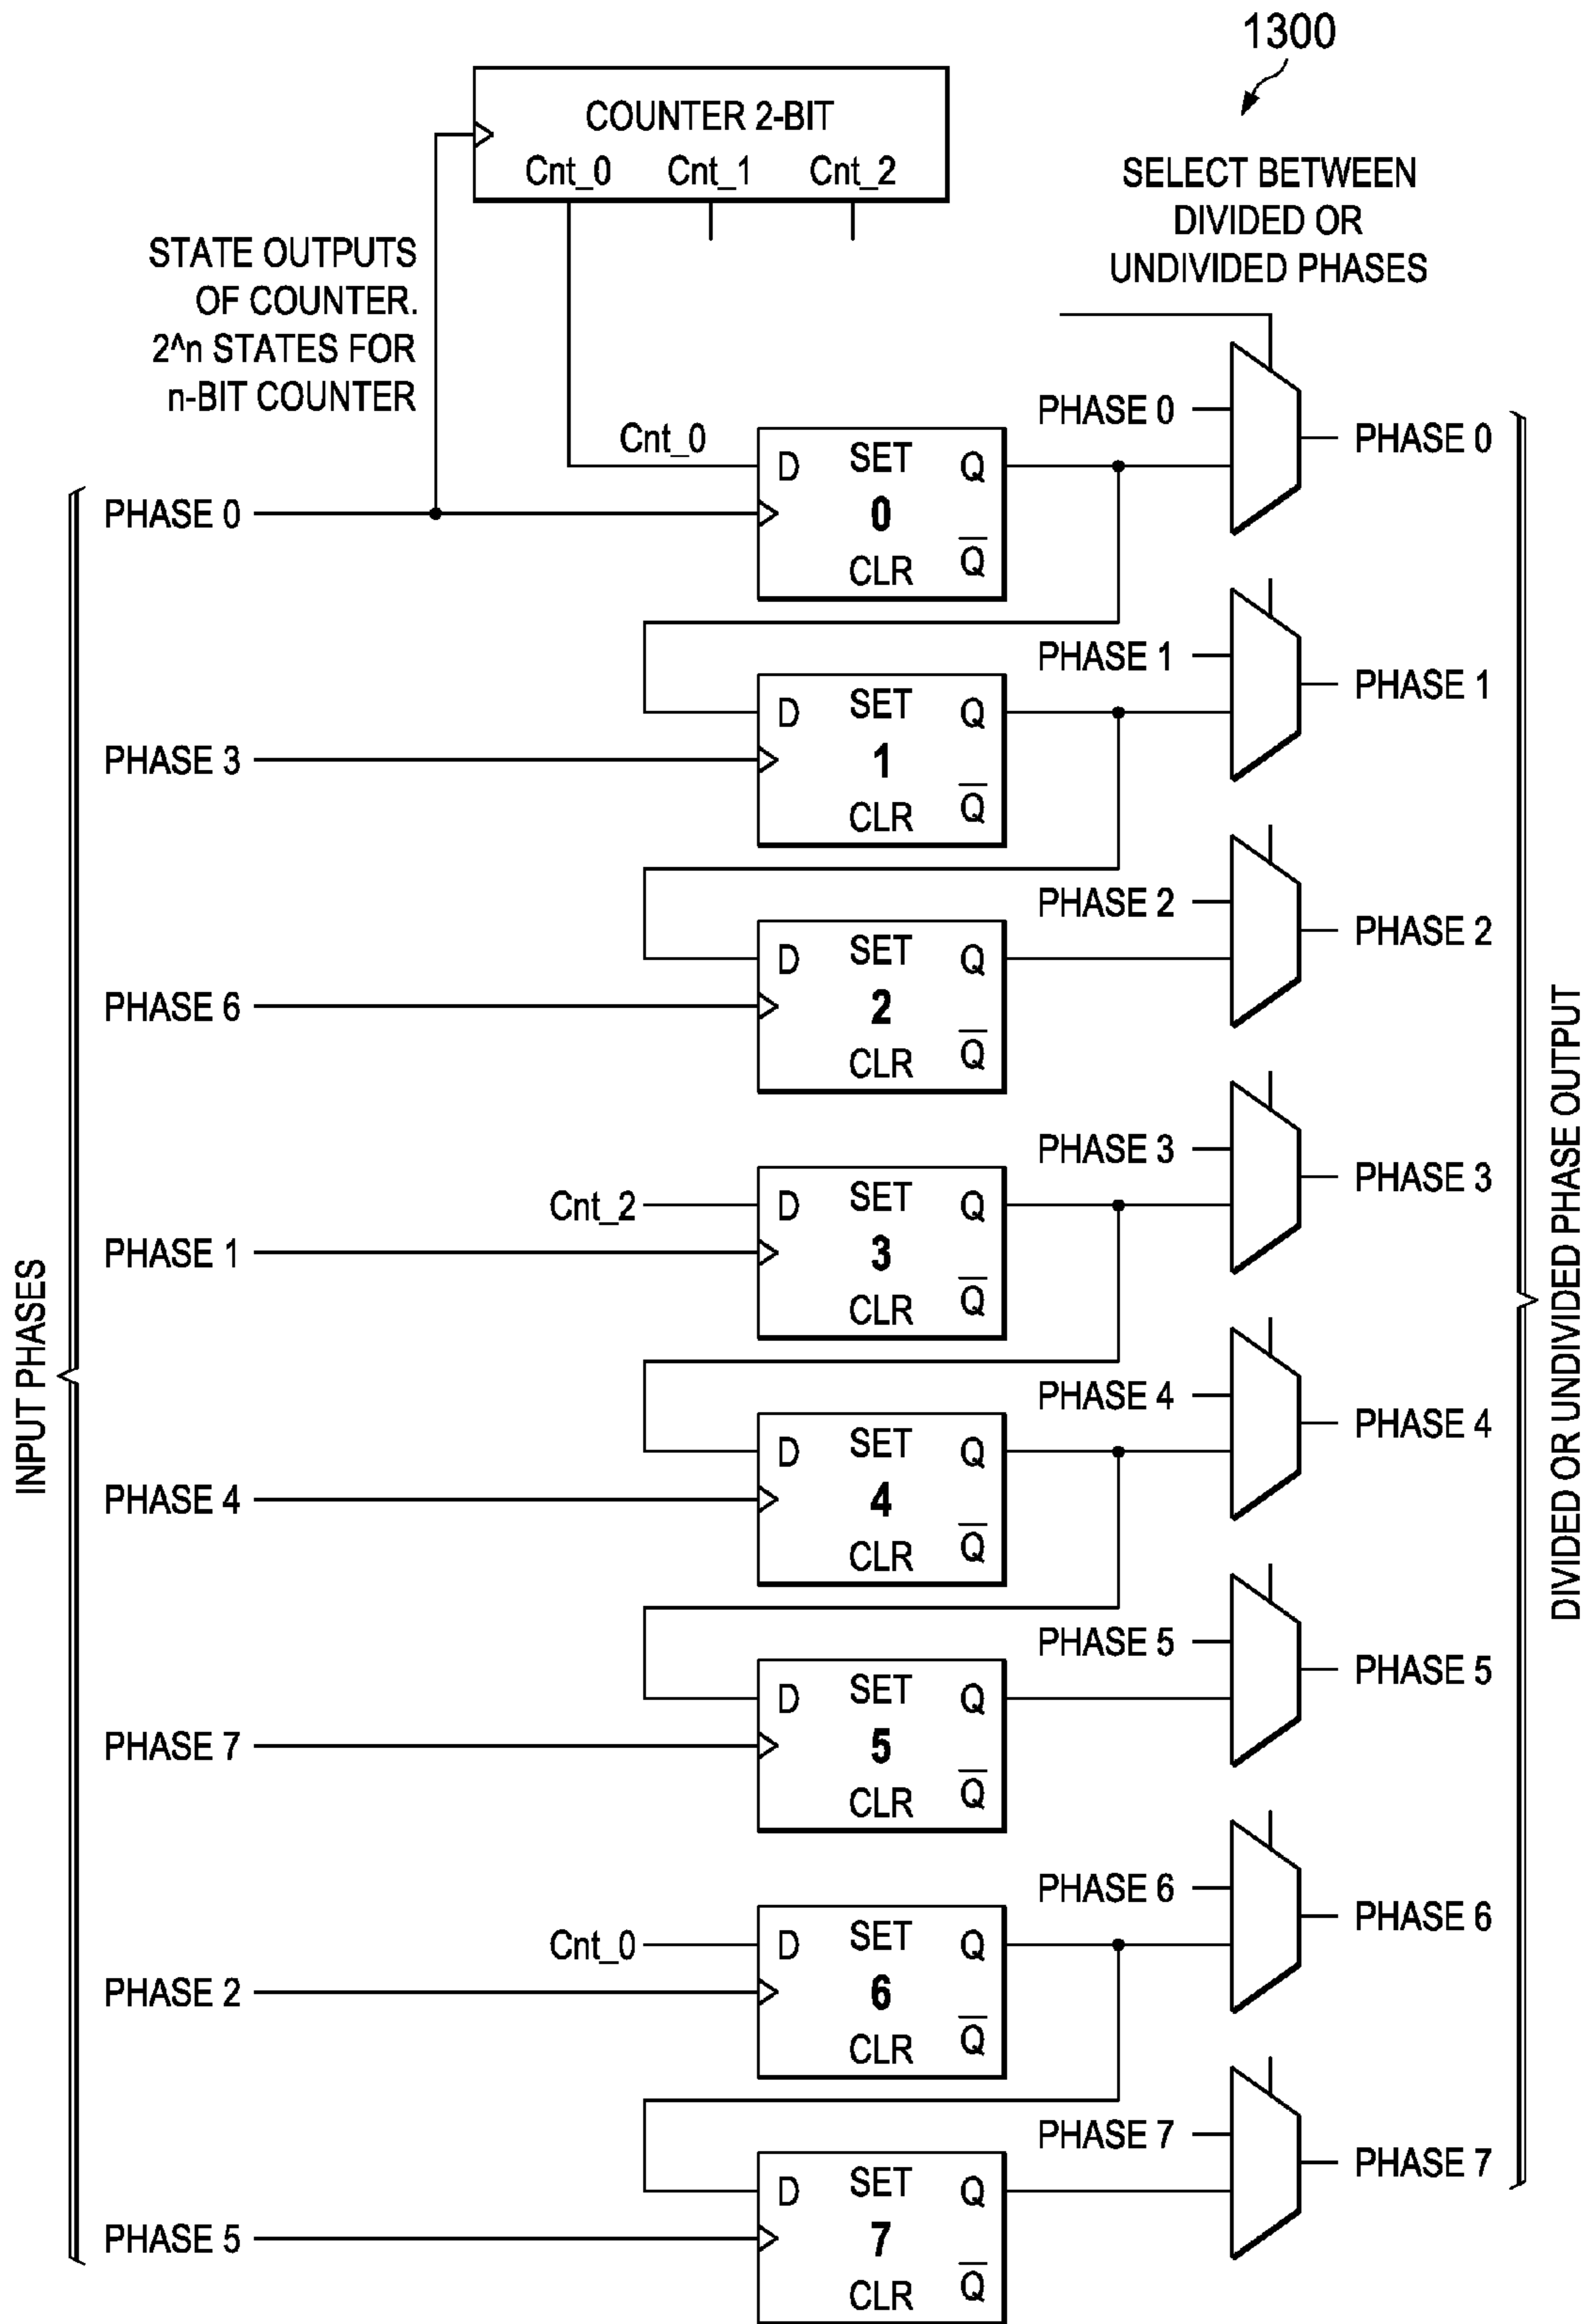 1300
COUNTER 2-BIT
Cnt_0 Cnt_1 Cnt_2
SELECT BETWEEN
DIVIDED OR
UNDIVIDED PHASES
STATE OUTPUTS
OF COUNTER.
2^n STATES FOR
n-BIT COUNTER
INPUT PHASES
DIVIDED OR UNDIVIDED PHASE OUTPUT
PHASE 0
Cnt_0
D SET Q
0
CLR Q̅
PHASE 0
PHASE 0
PHASE 3
D SET Q
1
CLR Q̅
PHASE 1
PHASE 1
PHASE 6
D SET Q
2
CLR Q̅
PHASE 2
PHASE 2
PHASE 1
Cnt_2
D SET Q
3
CLR Q̅
PHASE 3
PHASE 3
PHASE 4
D SET Q
4
CLR Q̅
PHASE 4
PHASE 4
PHASE 7
D SET Q
5
CLR Q̅
PHASE 5
PHASE 5
PHASE 2
Cnt_0
D SET Q
6
CLR Q̅
PHASE 6
PHASE 6
PHASE 5
D SET Q
7
CLR Q̅
PHASE 7
PHASE 7